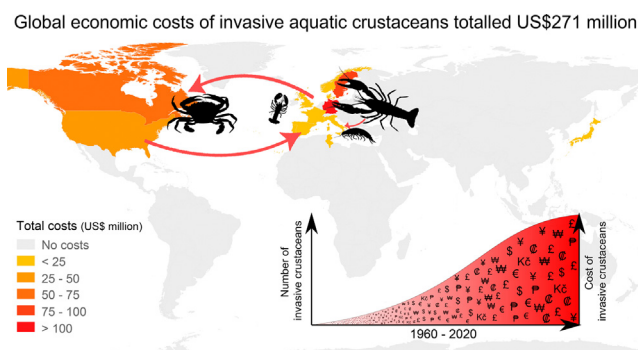 Global economic costs of invasive aquatic crustaceans totalled US$271 million
Total costs (US$ million)
No costs
< 25
25 - 50
50 - 75
75 - 100
> 100
Number of
invasive crustaceans
Cost of
invasive crustaceans
1960 - 2020